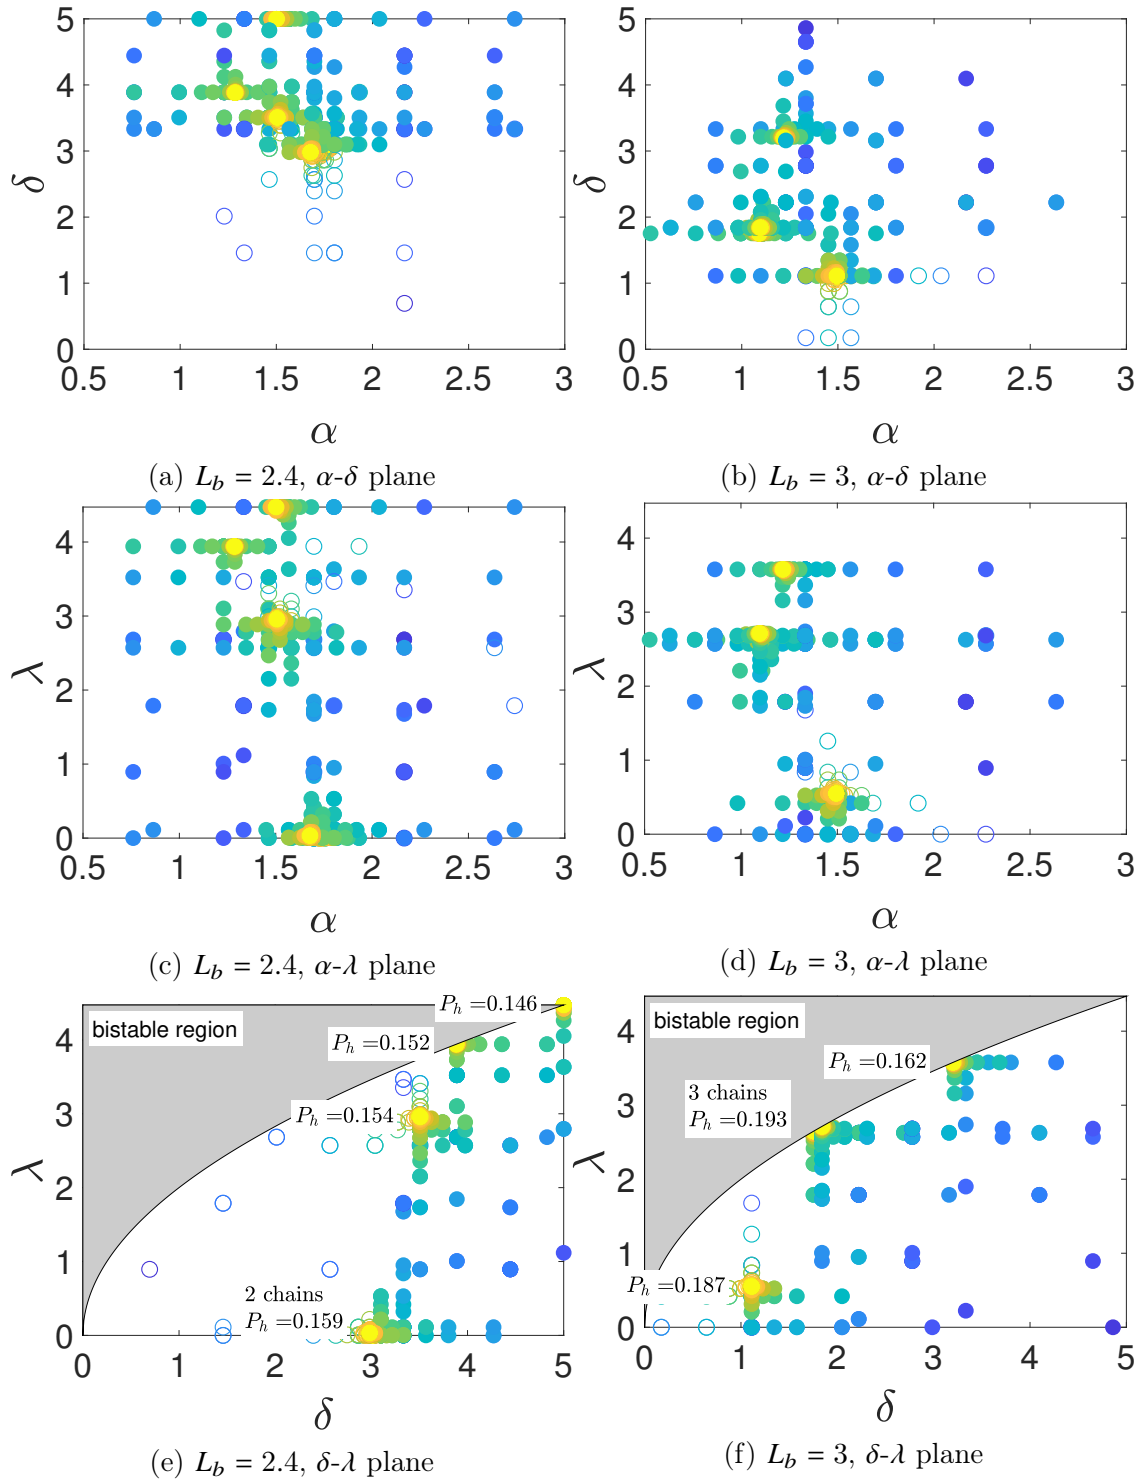 5
4
3
2
1
0
δ
0.5 1 1.5 2 2.5 3
α
(a) L_b = 2.4, α-δ plane
5
4
3
2
1
0
δ
1 1.5 2 2.5 3
α
(b) L_b = 3, α-δ plane
4
3
2
1
0
λ
0.5 1 1.5 2 2.5 3
α
(c) L_b = 2.4, α-λ plane
4
3
2
1
0
λ
0.5 1 1.5 2 2.5 3
α
(d) L_b = 3, α-λ plane
P_h =0.146
bistable region
P_h =0.152
P_h =0.154
2 chains
P_h =0.159
4
3
2
1
0
λ
0 1 2 3 4 5
δ
(e) L_b = 2.4, δ-λ plane
bistable region
P_h =0.162
3 chains
P_h =0.193
P_h =0.187
4
3
2
1
0
λ
0 1 2 3 4 5
δ
(f) L_b = 3, δ-λ plane